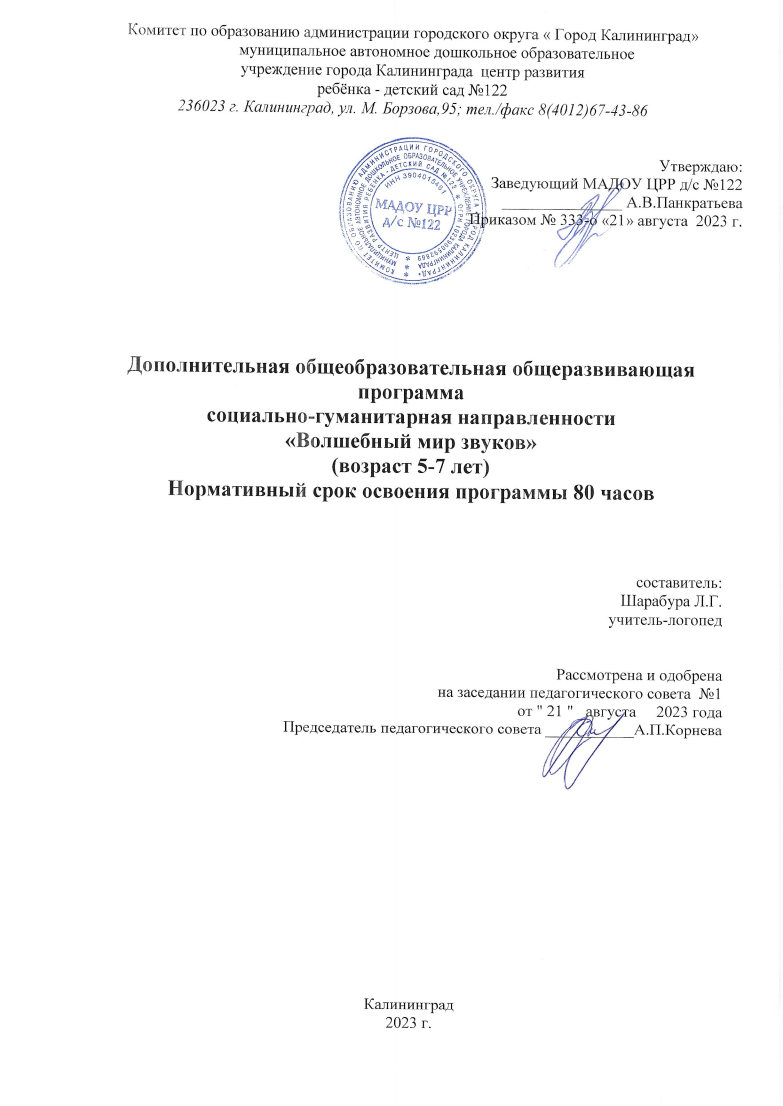 Комитет по образованию администрации городского округа « Город Калининград»
муниципальное автономное дошкольное образовательное
учреждение города Калининграда центр развития
ребёнка - детский сад №122
236023 г. Калининград, ул. М. Борзова,95; тел./факс 8(4012)67-43-86
Утверждаю:
Заведующий МАДОУ ЦРР д/с №122
_______________ А.В.Панкратьева
Приказом № 333-о «21» августа 2023 г.
МАДОУ ЦРР
д/с №122
Дополнительная общеобразовательная общеразвивающая
программа
социально-гуманитарная направленности
«Волшебный мир звуков»
(возраст 5-7 лет)
Нормативный срок освоения программы 80 часов
составитель:
Шарабура Л.Г.
учитель-логопед
Рассмотрена и одобрена
на заседании педагогического совета №1
от " 21 " августа 2023 года
Председатель педагогического совета ___________А.П.Корнева
Калининград
2023 г.